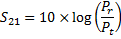 S₂₁ = 10 × log(Pᵣ/Pₜ)